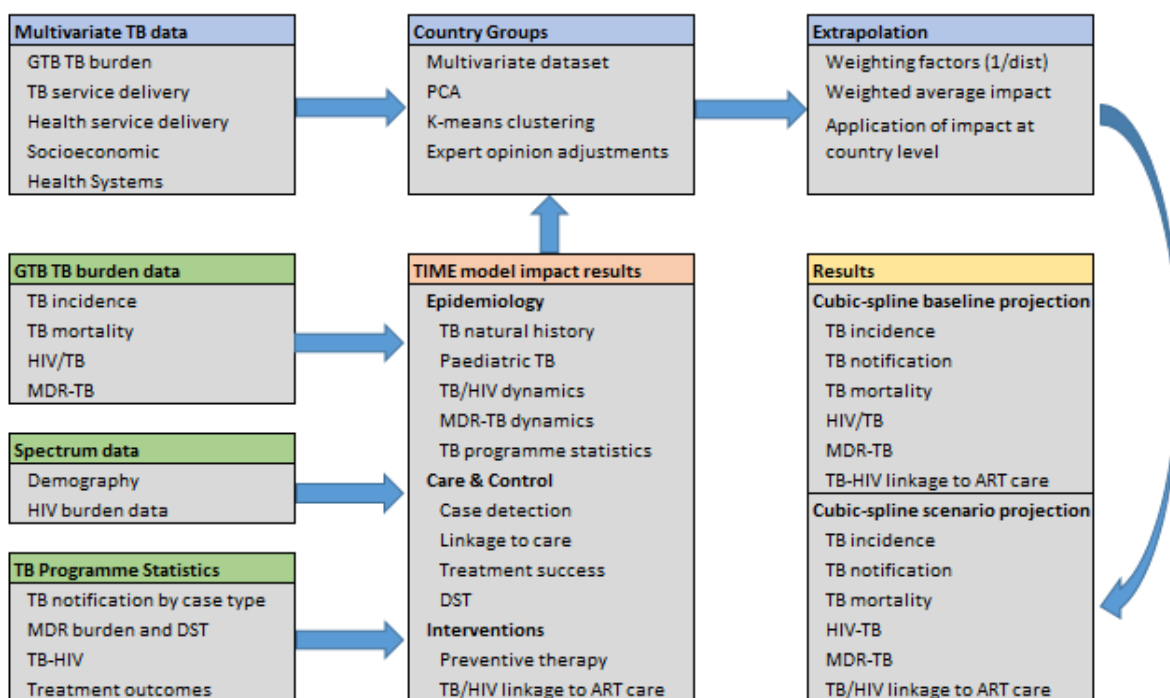 Multivariate TB data
GTB TB burden
TB service delivery
Health service delivery
Socioeconomic
Health Systems
Country Groups
Multivariate dataset
PCA
K-means clustering
Expert opinion adjustments
Extrapolation
Weighting factors (1/dist)
Weighted average impact
Application of impact at
country level
GTB TB burden data
TB incidence
TB mortality
HIV/TB
MDR-TB
Spectrum data
Demography
HIV burden data
TB Programme Statistics
TB notification by case type
MDR burden and DST
TB-HIV
Treatment outcomes
TIME model impact results
Epidemiology
TB natural history
Paediatric TB
TB/HIV dynamics
MDR-TB dynamics
TB programme statistics
Care & Control
Case detection
Linkage to care
Treatment success
DST
Interventions
Preventive therapy
TB/HIV linkage to ART care
Results
Cubic-spline baseline projection
TB incidence
TB notification
TB mortality
HIV/TB
MDR-TB
TB-HIV linkage to ART care
Cubic-spline scenario projection
TB incidence
TB notification
TB mortality
HIV-TB
MDR-TB
TB/HIV linkage to ART care